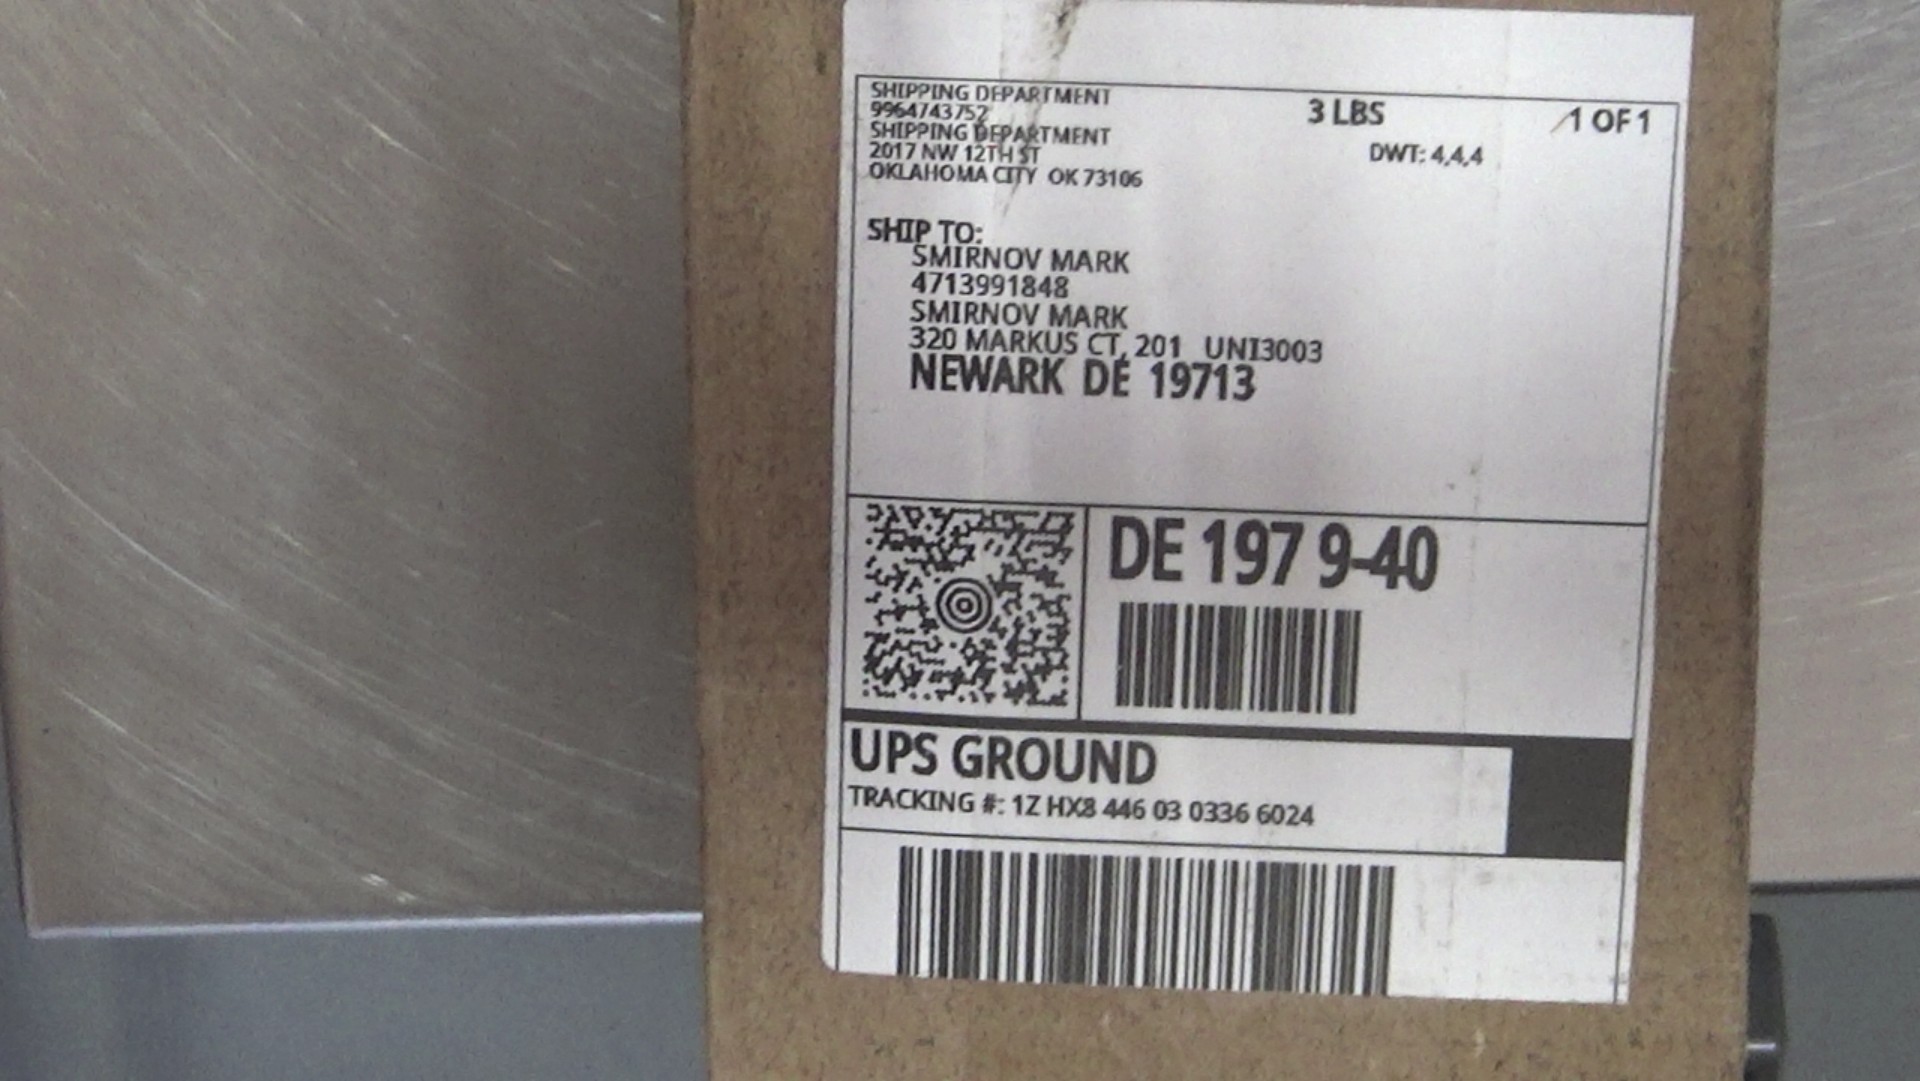 SHIPPING DEPARTMENT
9964743752
SHIPPING DEPARTMENT
2017 NW 12TH ST
OKLAHOMA CITY OK 73106
3 LBS
1 OF 1
DWT: 4,4,4
SHIP TO:
SMIRNOV MARK
4713991848
SMIRNOV MARK
320 MARKUS CT, 201 UNI3003
NEWARK DE 19713
DE 197 9-40
UPS GROUND
TRACKING #: 1Z HX8 446 03 0336 6024